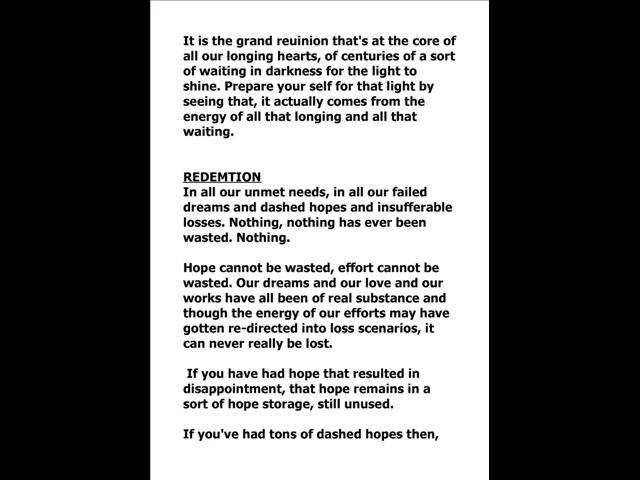 It is the grand reuinion that's at the core of
all our longing hearts, of centuries of a sort
of waiting in darkness for the light to
shine. Prepare your self for that light by
seeing that, it actually comes from the
energy of all that longing and all that
waiting.
REDEMTION
In all our unmet needs, in all our failed
dreams and dashed hopes and insufferable
losses. Nothing, nothing has ever been
wasted. Nothing.
Hope cannot be wasted, effort cannot be
wasted. Our dreams and our love and our
works have all been of real substance and
though the energy of our efforts may have
gotten re-directed into loss scenarios, it
can never really be lost.
If you have had hope that resulted in
disappointment, that hope remains in a
sort of hope storage, still unused.
If you've had tons of dashed hopes then,